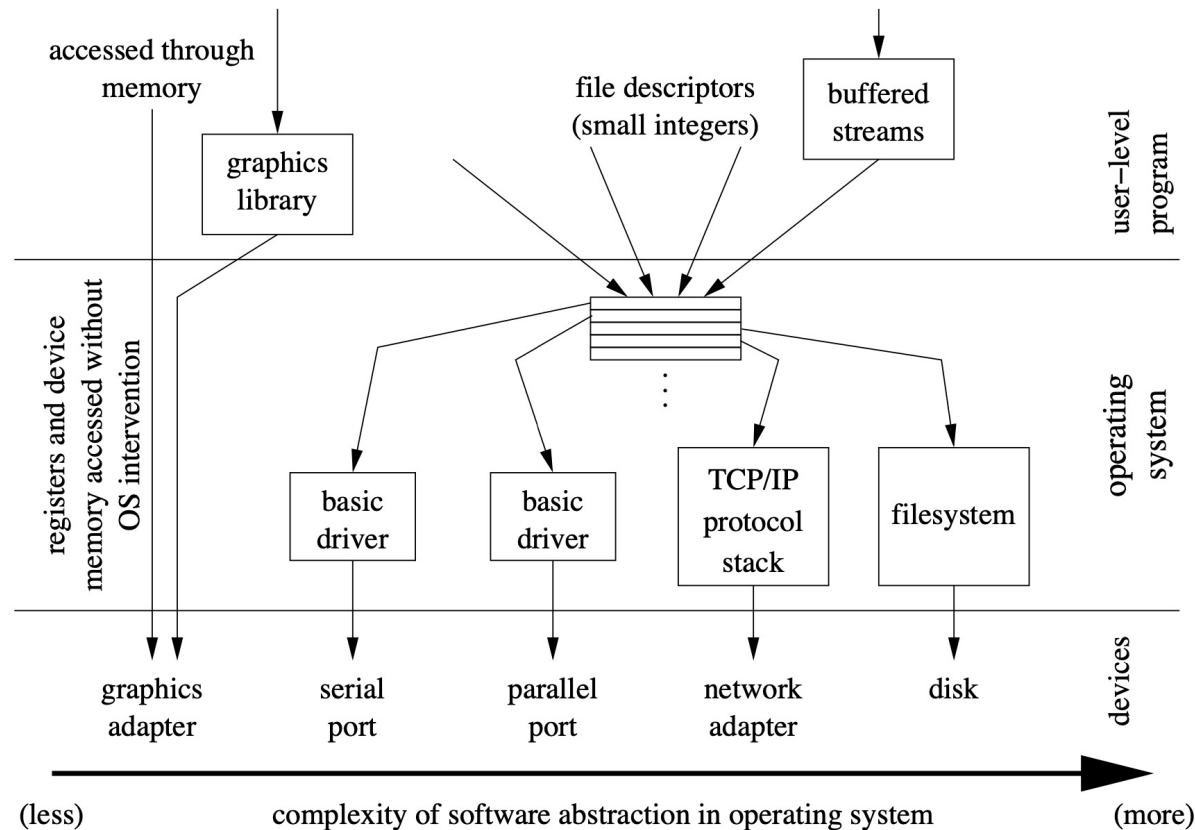 accessed through
memory
graphics
library
file descriptors
(small integers)
buffered
streams
user–level
program
registers and device
memory accessed without
OS intervention
basic
driver
basic
driver
TCP/IP
protocol
stack
filesystem
operating
system
graphics
adapter
serial
port
parallel
port
network
adapter
disk
devices
(less)
complexity of software abstraction in operating system
(more)